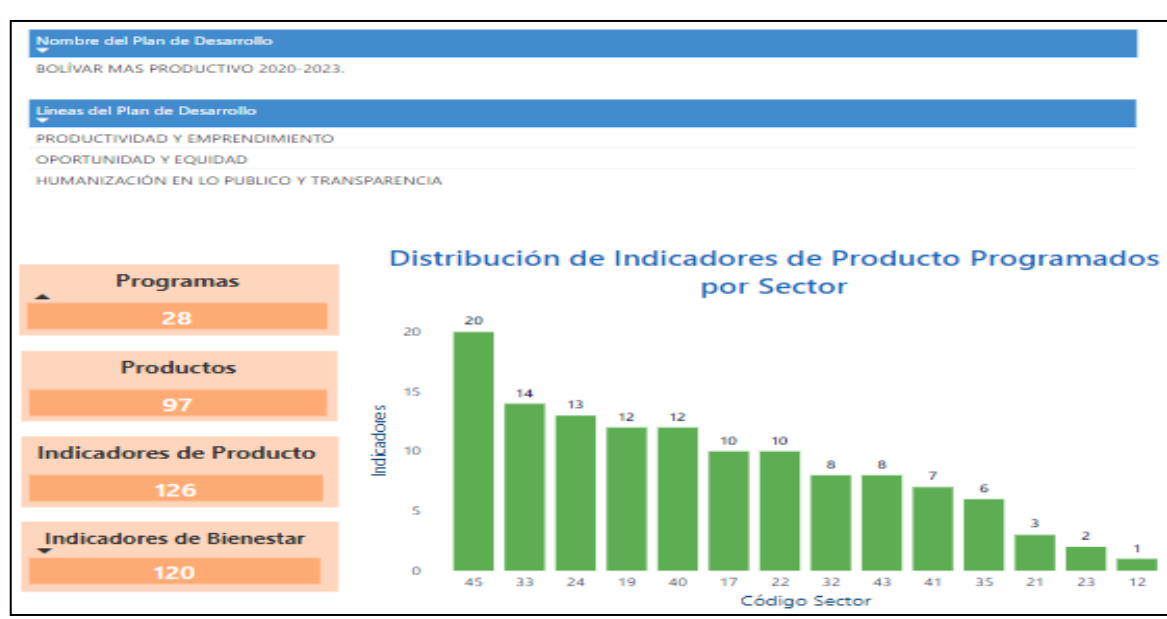 Nombre del Plan de Desarrollo
BOLÍVAR MAS PRODUCTIVO 2020-2023.
Líneas del Plan de Desarrollo
PRODUCTIVIDAD Y EMPRENDIMIENTO
OPORTUNIDAD Y EQUIDAD
HUMANIZACIÓN EN LO PUBLICO Y TRANSPARENCIA
Programas
28
Productos
97
Indicadores de Producto
126
Indicadores de Bienestar
120
Distribución de Indicadores de Producto Programados
por Sector
Indicadores
20
15
10
5
0
20 14 13 12 12 10 10 8 8 7 6 3 2 1
45 33 24 19 40 17 22 32 43 41 35 21 23 12
Código Sector